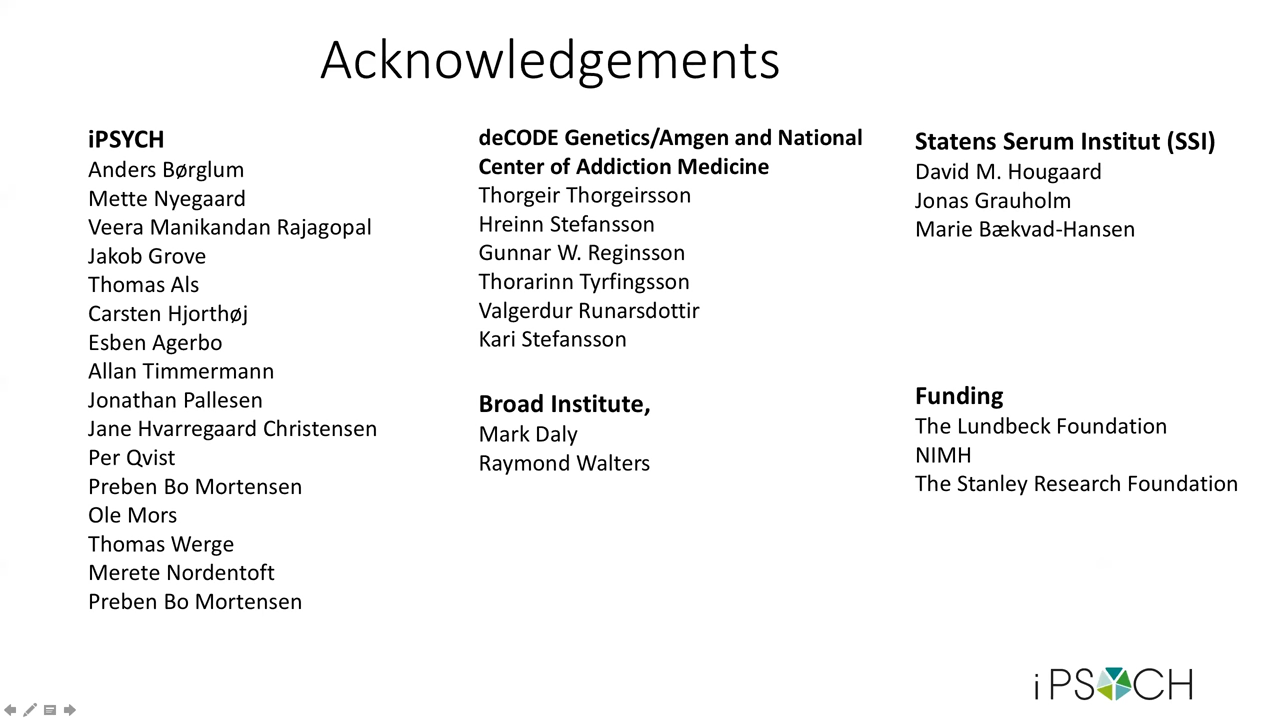 Acknowledgements
iPSYCH
Anders Børglum
Mette Nyegaard
Veera Manikandan Rajagopal
Jakob Grove
Thomas Als
Carsten Hjorthøj
Esben Agerbo
Allan Timmermann
Jonathan Pallesen
Jane Hvarregaard Christensen
Per Qvist
Preben Bo Mortensen
Ole Mors
Thomas Werge
Merete Nordentoft
Preben Bo Mortensen
deCODE Genetics/Amgen and National
Center of Addiction Medicine
Thorgeir Thorgeirsson
Hreinn Stefansson
Gunnar W. Reginsson
Thorarinn Tyrfingsson
Valgerdur Runarsdottir
Kari Stefansson
Broad Institute,
Mark Daly
Raymond Walters
Statens Serum Institut (SSI)
David M. Hougaard
Jonas Grauholm
Marie Bækvad-Hansen
Funding
The Lundbeck Foundation
NIMH
The Stanley Research Foundation
iPSYCH